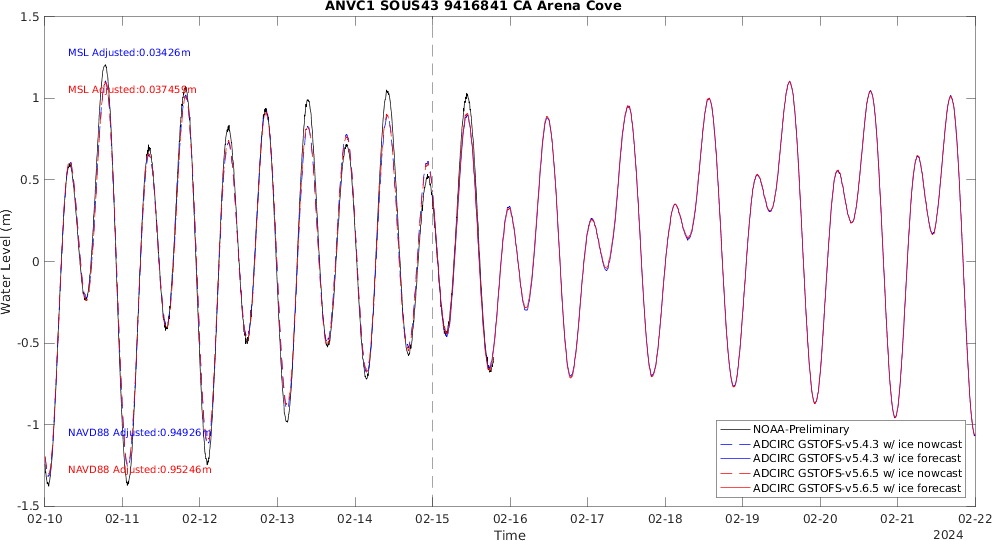 ANVC1 SOUS43 9416841 CA Arena Cove
1.5
1
0.5
0
-0.5
-1
-1.5
Water Level (m)
MSL Adjusted:0.03426m
MSL Adjusted:0.037459m
NAVD88 Adjusted:0.94926m
NAVD88 Adjusted:0.95246m
NOAA-Preliminary
ADCIRC GSTOFS-v5.4.3 w/ ice nowcast
ADCIRC GSTOFS-v5.4.3 w/ ice forecast
ADCIRC GSTOFS-v5.6.5 w/ ice nowcast
ADCIRC GSTOFS-v5.6.5 w/ ice forecast
02-10 02-11 02-12 02-13 02-14 02-15 02-16 02-17 02-18 02-19 02-20 02-21 02-22
Time
2024